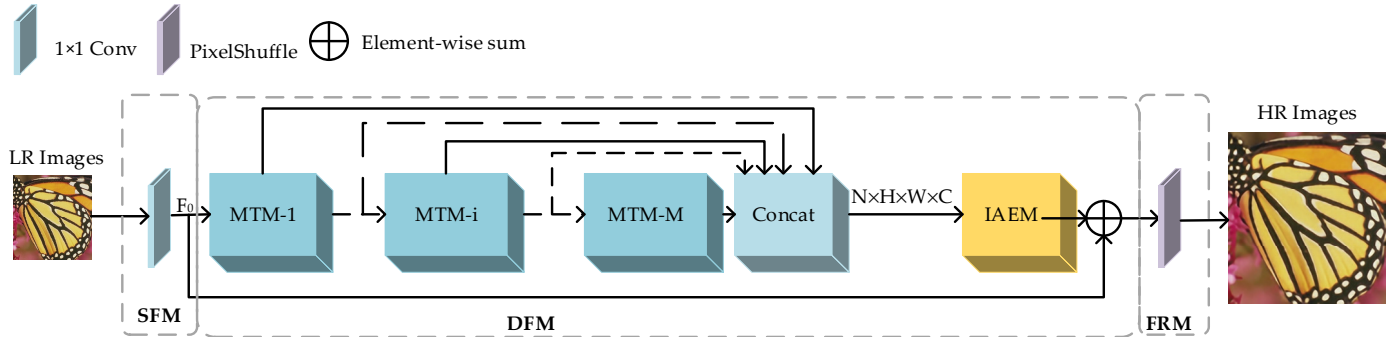 1×1 Conv
PixelShuffle
Element-wise sum
LR Images
F₀
MTM-1
MTM-i
MTM-M
Concat
N×H×W×C
IAEM
HR Images
SFM
DFM
FRM